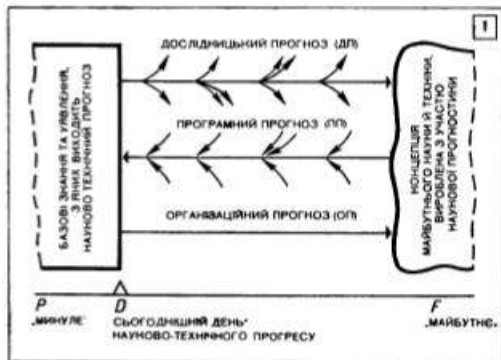 1
ДОСЛІДНИЦЬКИЙ ПРОГНОЗ (ДП)
ПРОГРАМНИЙ ПРОГНОЗ (ПП)
ОРГАНІЗАЦІЙНИЙ ПРОГНОЗ (ОП)
БАЗОВІ ЗНАННЯ ТА УЯВЛЕННЯ,
З ЯКИХ ВИХОДИТЬ
НАУКОВО ТЕХНІЧНИЙ ПРОГНОЗ
КОНЦЕПЦІЯ
МАЙБУТНЬОГО НАУКИ Й ТЕХНІКИ,
ВИРОБЛЕНА З УЧАСТЮ
НАУКОВОЇ ПРОГНОСТИКИ
P D F
„МИНУЛЕ" СЬОГОДНІШНІЙ ДЕНЬ" „МАЙБУТНЄ"
НАУКОВО-ТЕХНІЧНОГО ПРОГРЕСУ